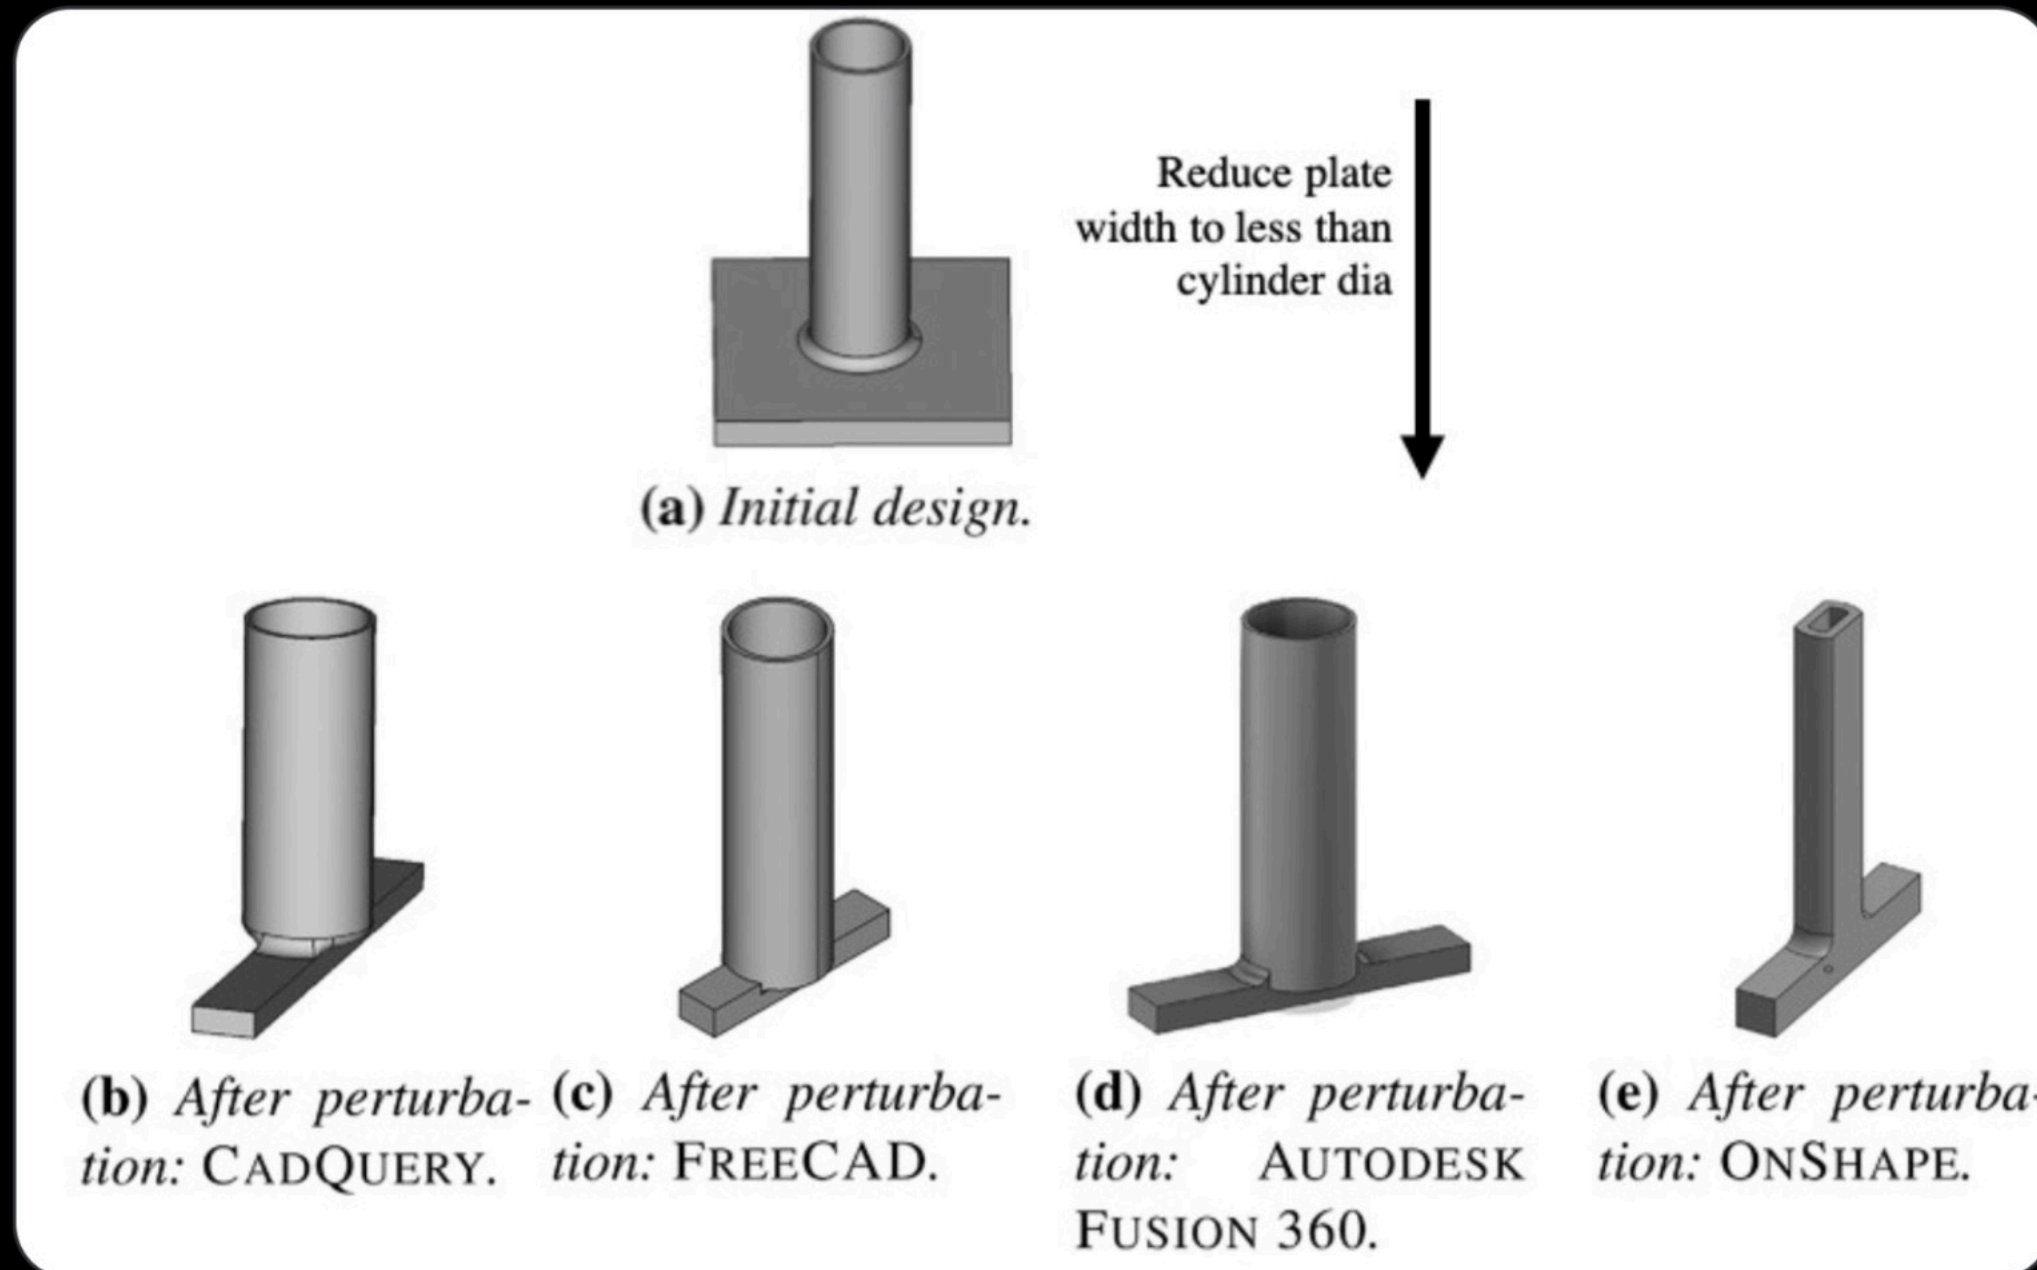 Reduce plate
width to less than
cylinder dia
(a) Initial design.
(b) After perturba-
tion: CADQUERY.
(c) After perturba-
tion: FREECAD.
(d) After perturba-
tion: AUTODESK
FUSION 360.
(e) After perturba-
tion: ONSHAPE.